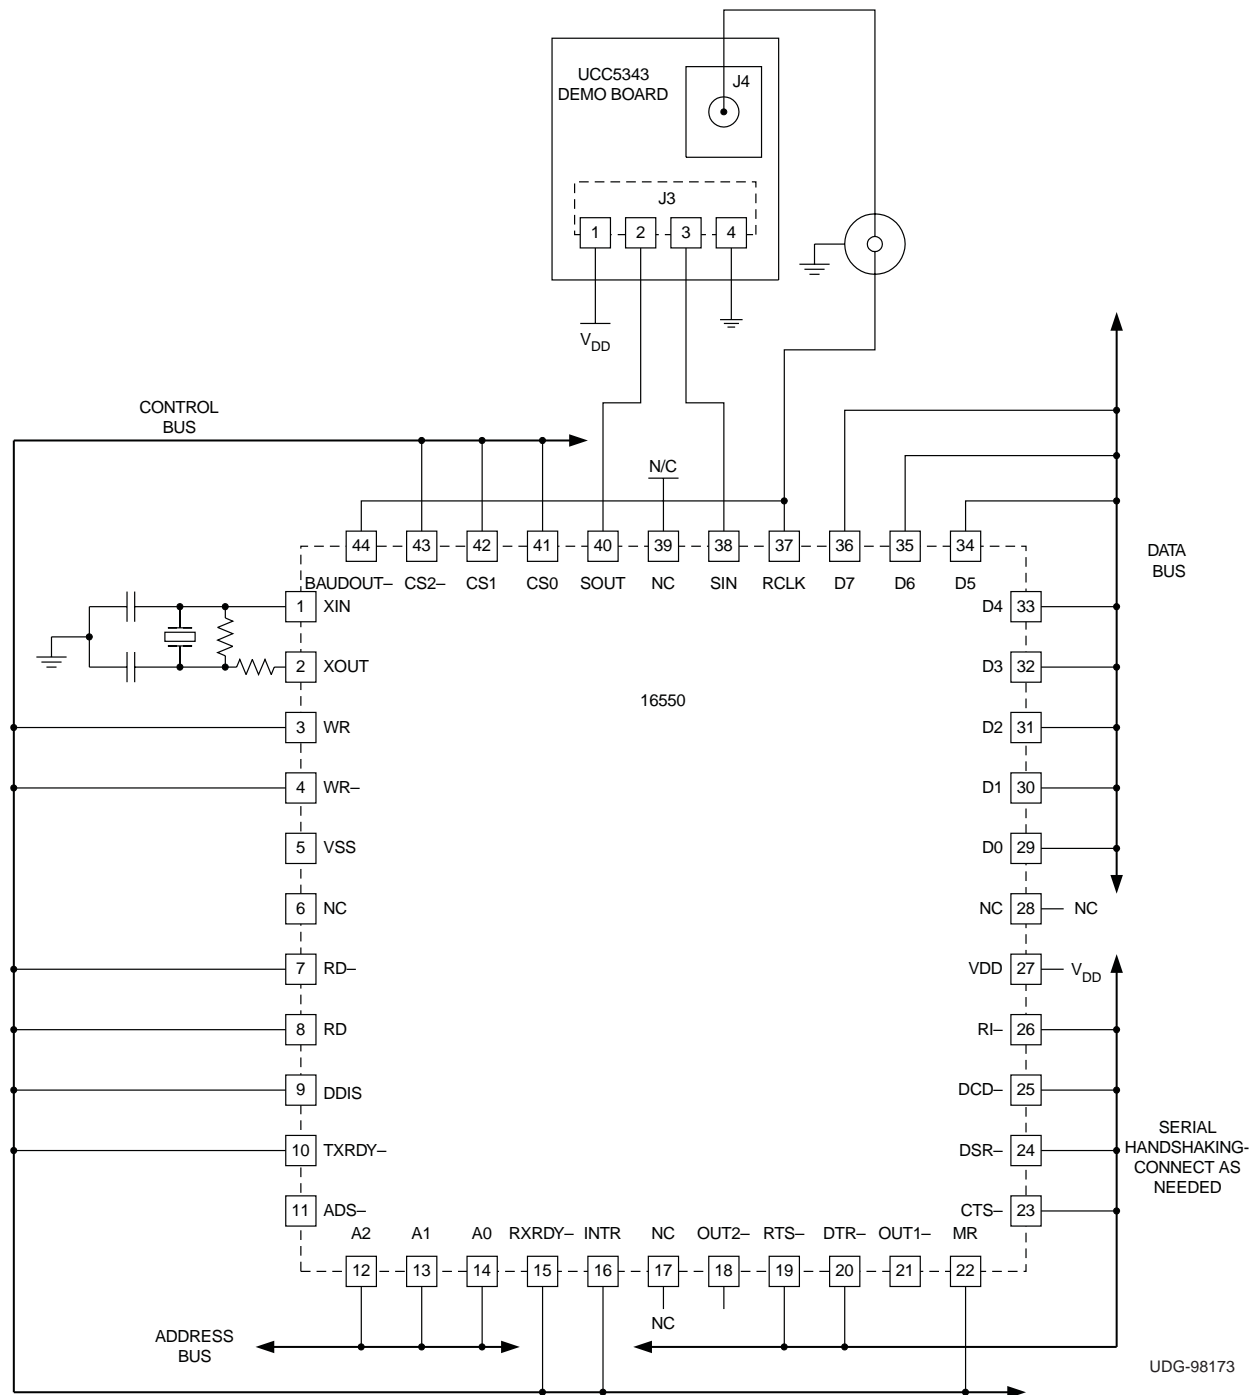 UCC5343
DEMO BOARD
J4
J3
1 2 3 4
VDD
CONTROL
BUS
N/C
44 43 42 41 40 39 38 37 36 35 34
BAUDOUT– CS2– CS1 CS0 SOUT NC SIN RCLK D7 D6 D5
DATA
BUS
1 XIN
D4 33
2 XOUT
D3 32
16550
3 WR
D2 31
4 WR–
D1 30
5 VSS
D0 29
6 NC
NC 28 NC
7 RD–
VDD 27 VDD
8 RD
RI– 26
9 DDIS
DCD– 25
10 TXRDY–
DSR– 24
SERIAL
HANDSHAKING-
CONNECT AS
NEEDED
11 ADS–
CTS– 23
A2 A1 A0 RXRDY– INTR NC OUT2– RTS– DTR– OUT1– MR
12 13 14 15 16 17 18 19 20 21 22
NC
ADDRESS
BUS
UDG-98173